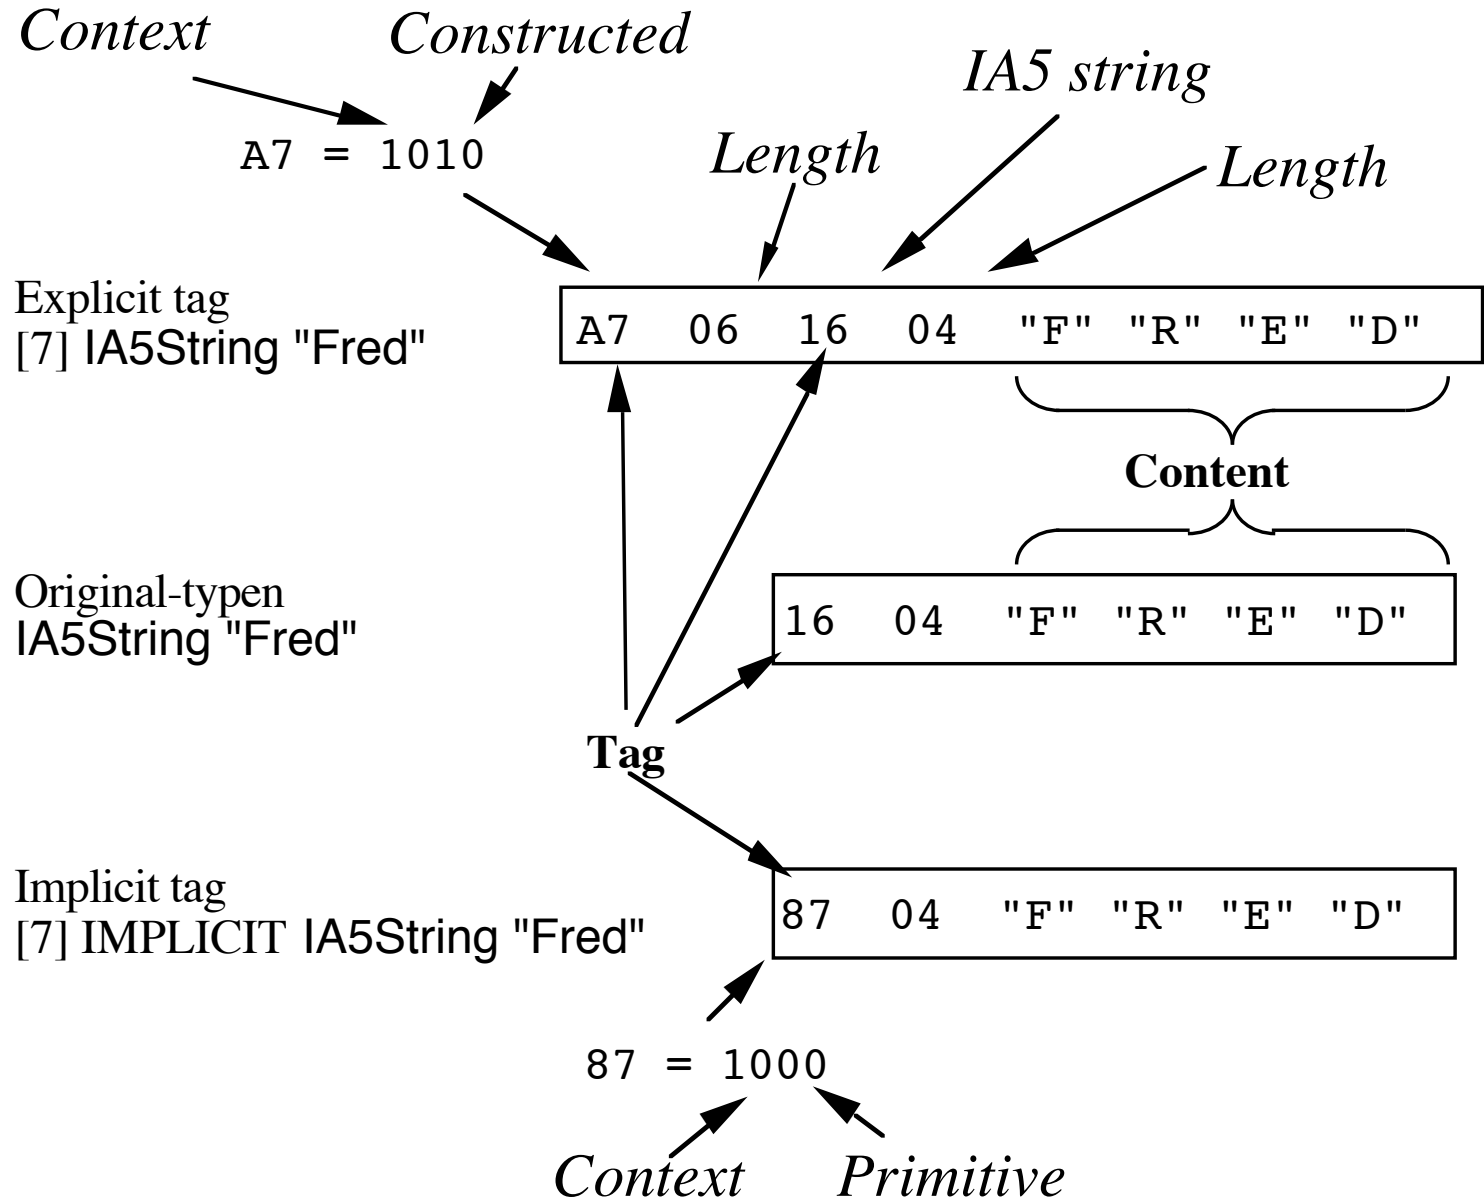 Context
Constructed
IA5 string
A7 = 1010
Length
Length
Explicit tag
[7] IA5String "Fred"
A7 06 16 04 "F" "R" "E" "D"
Content
Original-typen
IA5String "Fred"
16 04 "F" "R" "E" "D"
Tag
Implicit tag
[7] IMPLICIT IA5String "Fred"
87 04 "F" "R" "E" "D"
87 = 1000
Context
Primitive